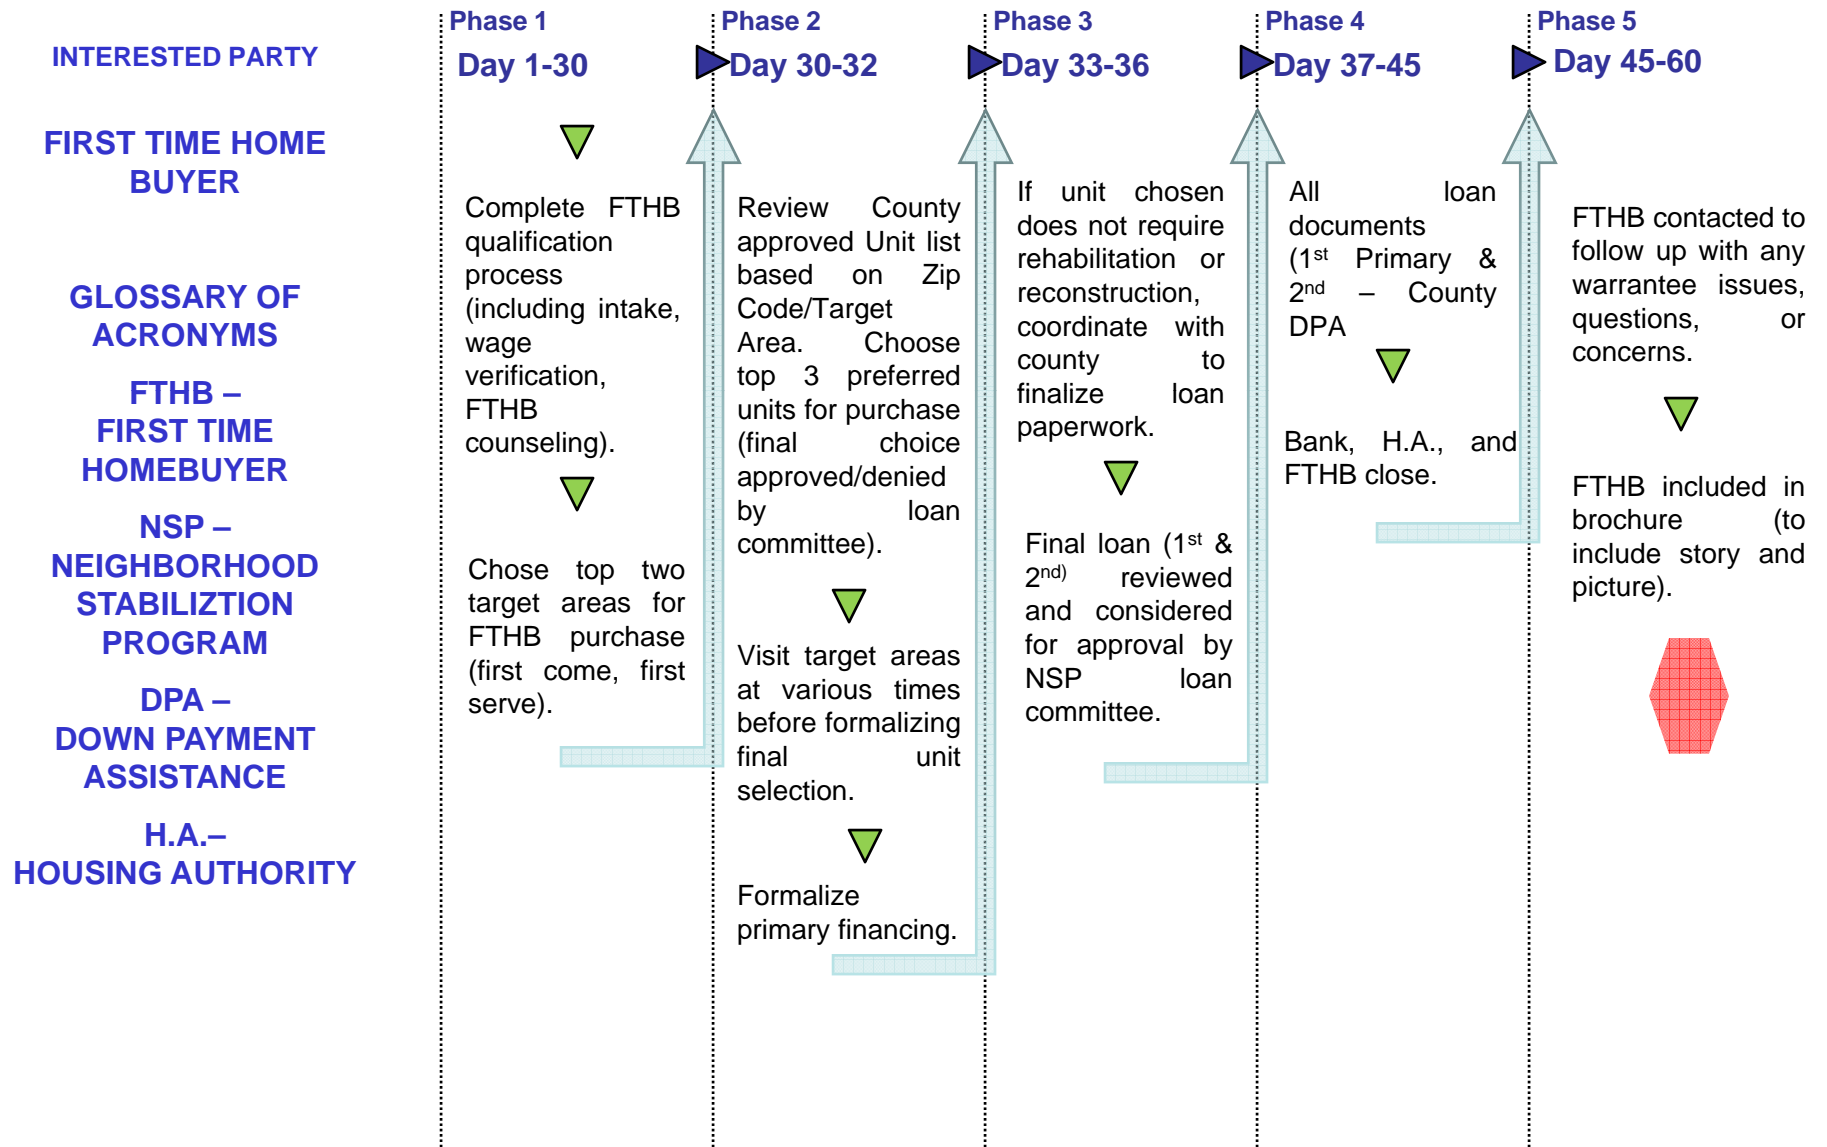 INTERESTED PARTY
FIRST TIME HOME
BUYER
GLOSSARY OF
ACRONYMS
FTHB –
FIRST TIME
HOMEBUYER
NSP –
NEIGHBORHOOD
STABILIZTION
PROGRAM
DPA –
DOWN PAYMENT
ASSISTANCE
H.A.–
HOUSING AUTHORITY
Phase 1
Day 1-30
Complete FTHB
qualification
process
(including intake,
wage
verification,
FTHB
counseling).
Chose top two
target areas for
FTHB purchase
(first come, first
serve).
Phase 2
Day 30-32
Review County
approved Unit list
based on Zip
Code/Target
Area. Choose
top 3 preferred
units for purchase
(final choice
approved/denied
by loan
committee).
Visit target areas
at various times
before formalizing
final unit
selection.
Formalize
primary financing.
Phase 3
Day 33-36
If unit chosen
does not require
rehabilitation or
reconstruction,
coordinate with
county to
finalize loan
paperwork.
Final loan (1st &
2nd) reviewed
and considered
for approval by
NSP loan
committee.
Phase 4
Day 37-45
All loan
documents
(1st Primary &
2nd – County
DPA
Bank, H.A., and
FTHB close.
Phase 5
Day 45-60
FTHB contacted to
follow up with any
warrantee issues,
questions, or
concerns.
FTHB included in
brochure (to
include story and
picture).